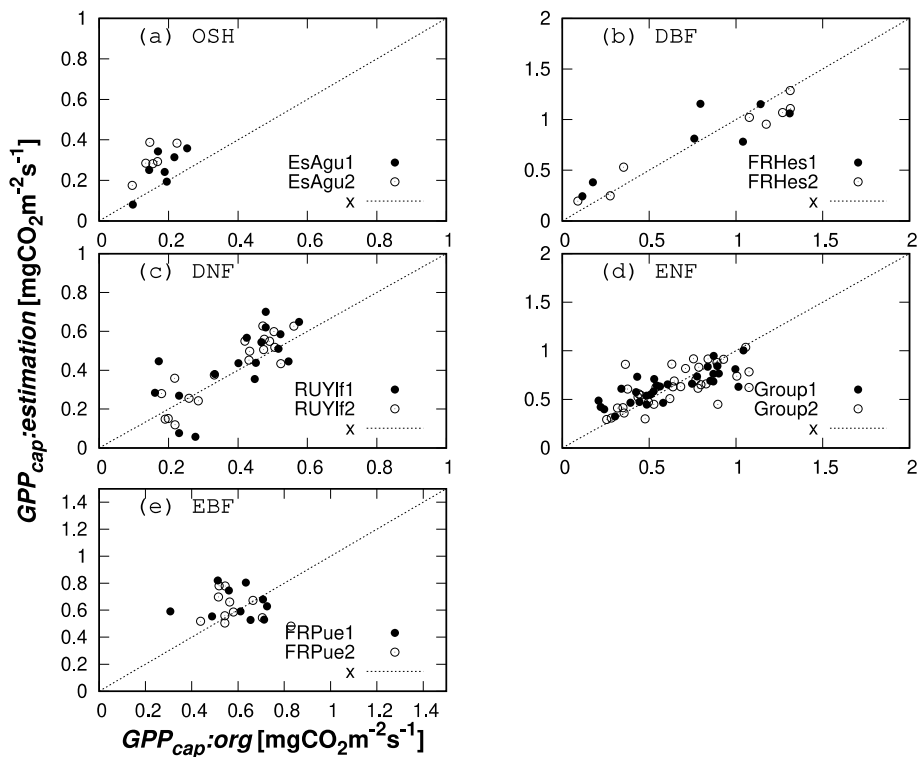 GPPcap:estimation [mgCO2m−2s−1]
(a) OSH
1
0.8
0.6
0.4
0.2
0
EsAgu1
EsAgu2
x
0 0.2 0.4 0.6 0.8 1
(b) DBF
2
1.5
1
0.5
0
FRHes1
FRHes2
x
0 0.5 1 1.5 2
(c) DNF
1
0.8
0.6
0.4
0.2
0
RUYlf1
RUYlf2
x
0 0.2 0.4 0.6 0.8 1
(d) ENF
2
1.5
1
0.5
0
Group1
Group2
x
0 0.5 1 1.5 2
(e) EBF
1.4
1.2
1
0.8
0.6
0.4
0.2
0
FRPue1
FRPue2
x
0 0.2 0.4 0.6 0.8 1 1.2 1.4
GPPcap:org [mgCO2m−2s−1]